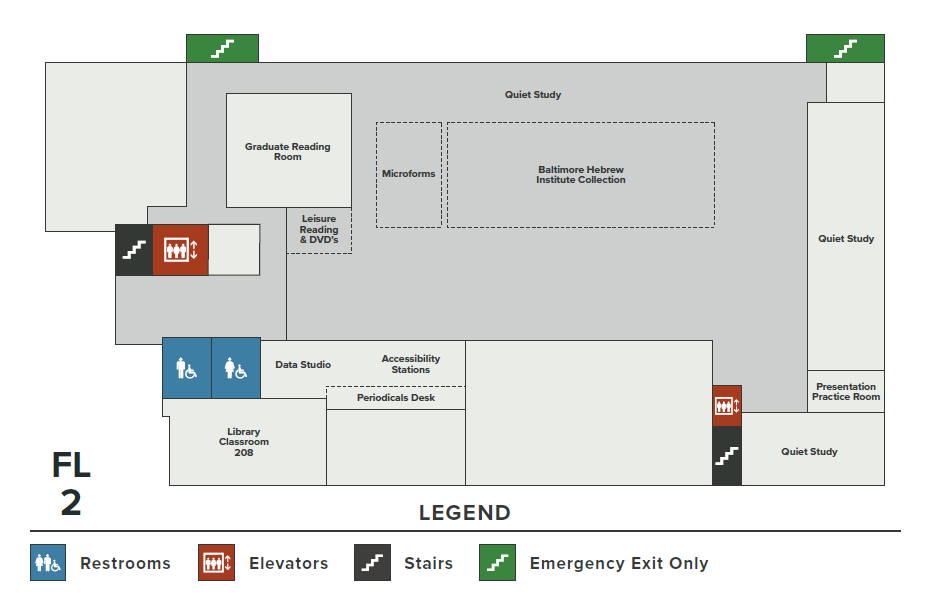 Quiet Study
Graduate Reading
Room
Microforms
Baltimore Hebrew
Institute Collection
Leisure
Reading
& DVD's
Quiet Study
Data Studio
Accessibility
Stations
Periodicals Desk
Presentation
Practice Room
Library
Classroom
208
Quiet Study
FL
2
LEGEND
Restrooms
Elevators
Stairs
Emergency Exit Only